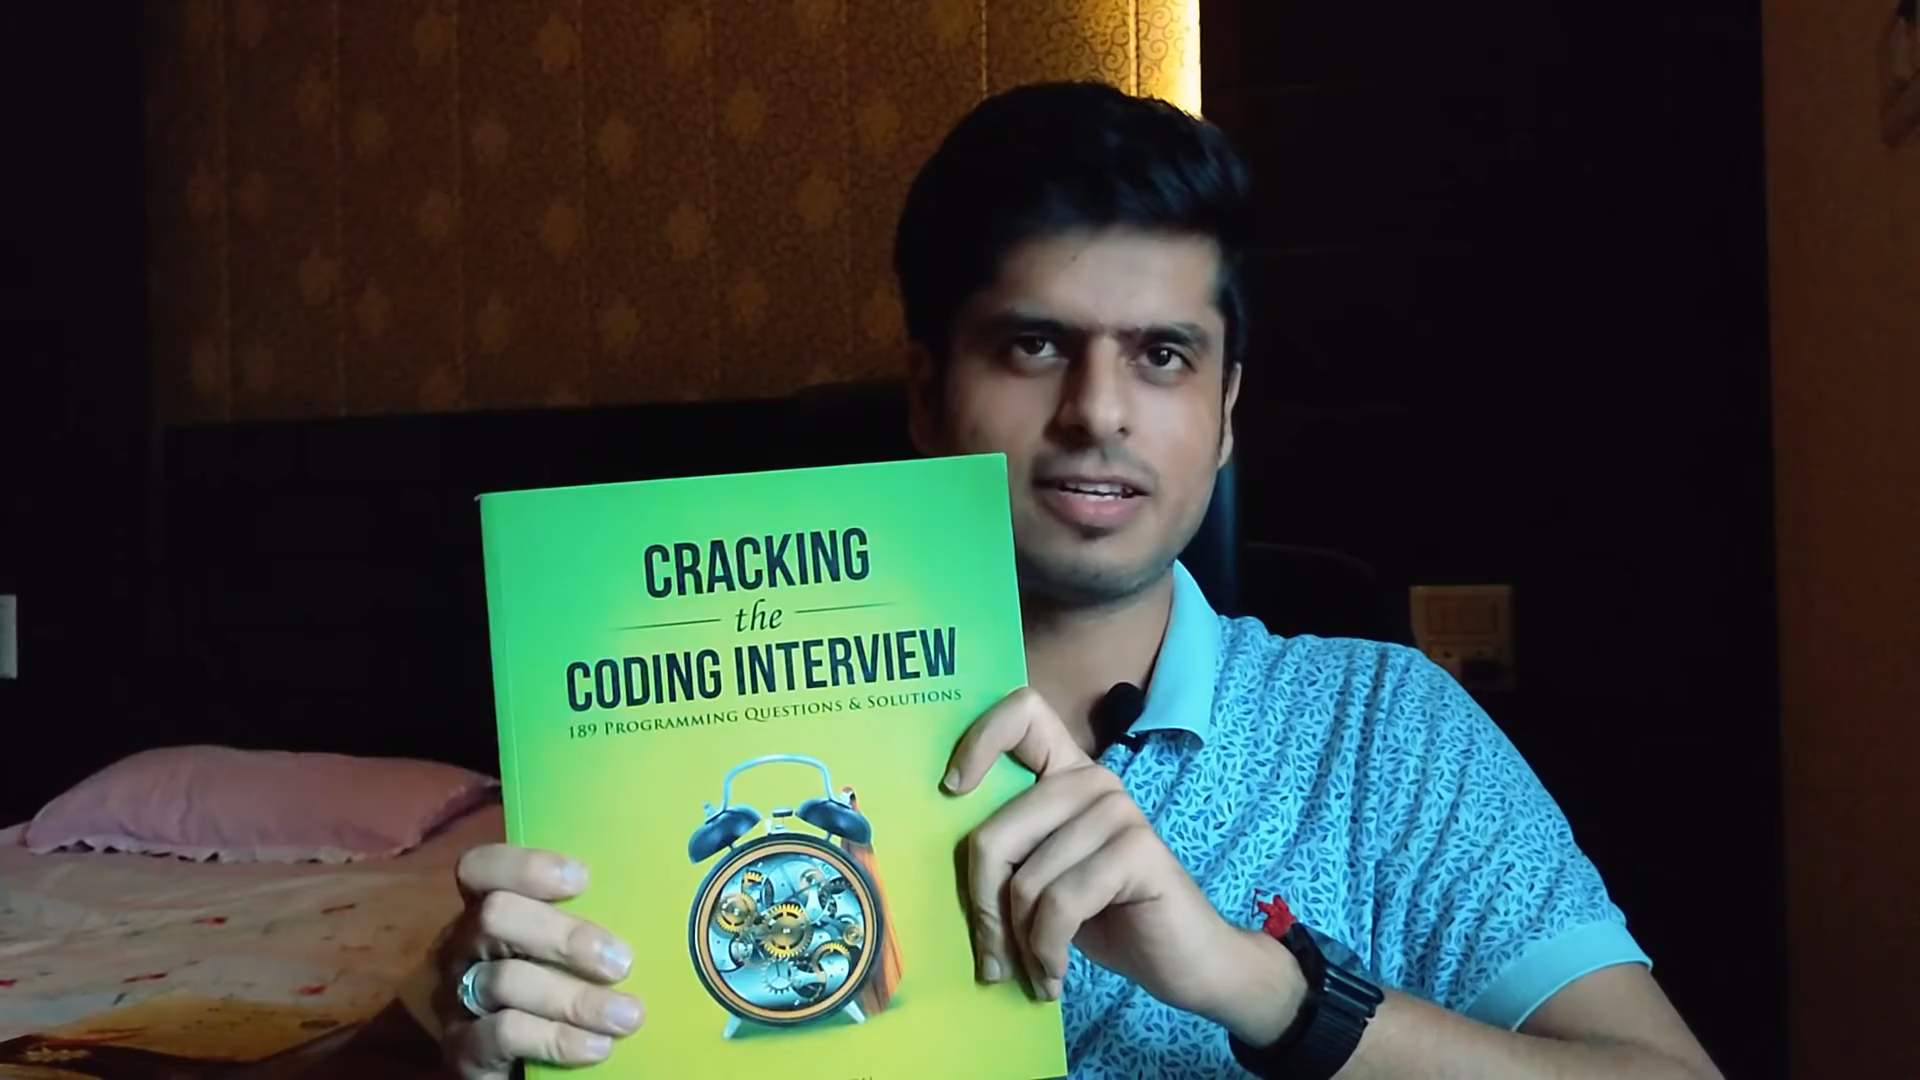 CRACKING
the
CODING INTERVIEW
189 PROGRAMMING QUESTIONS & SOLUTIONS